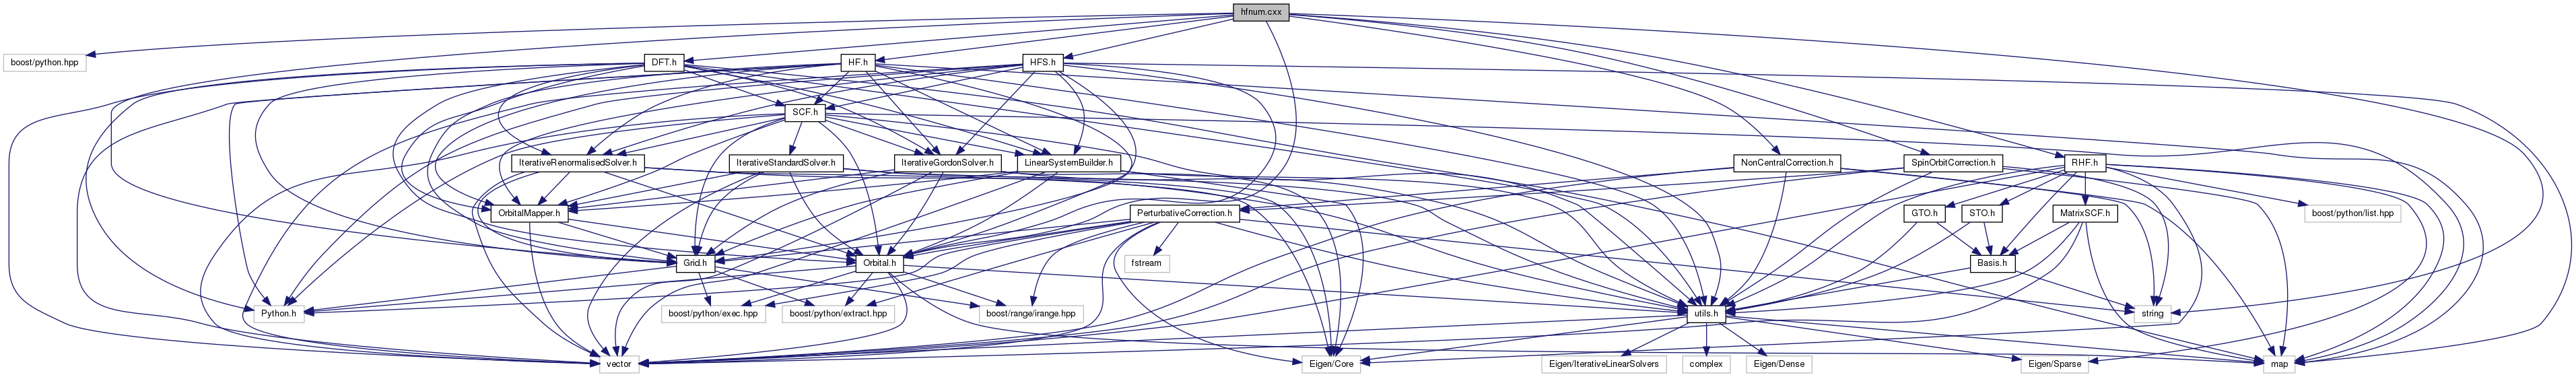 hfnum.cxx
boost/python.hpp
DFT.h
HF.h
HFS.h
SCF.h
IterativeRenormalisedSolver.h
IterativeStandardSolver.h
IterativeGordonSolver.h
LinearSystemBuilder.h
NonCentralCorrection.h
SpinOrbitCorrection.h
RHF.h
OrbitalMapper.h
PerturbativeCorrection.h
GTO.h
STO.h
MatrixSCF.h
boost/python/list.hpp
Grid.h
Orbital.h
fstream
Basis.h
Python.h
boost/python/exec.hpp
boost/python/extract.hpp
boost/range/irange.hpp
utils.h
string
vector
Eigen/Core
Eigen/IterativeLinearSolvers
complex
Eigen/Dense
Eigen/Sparse
map